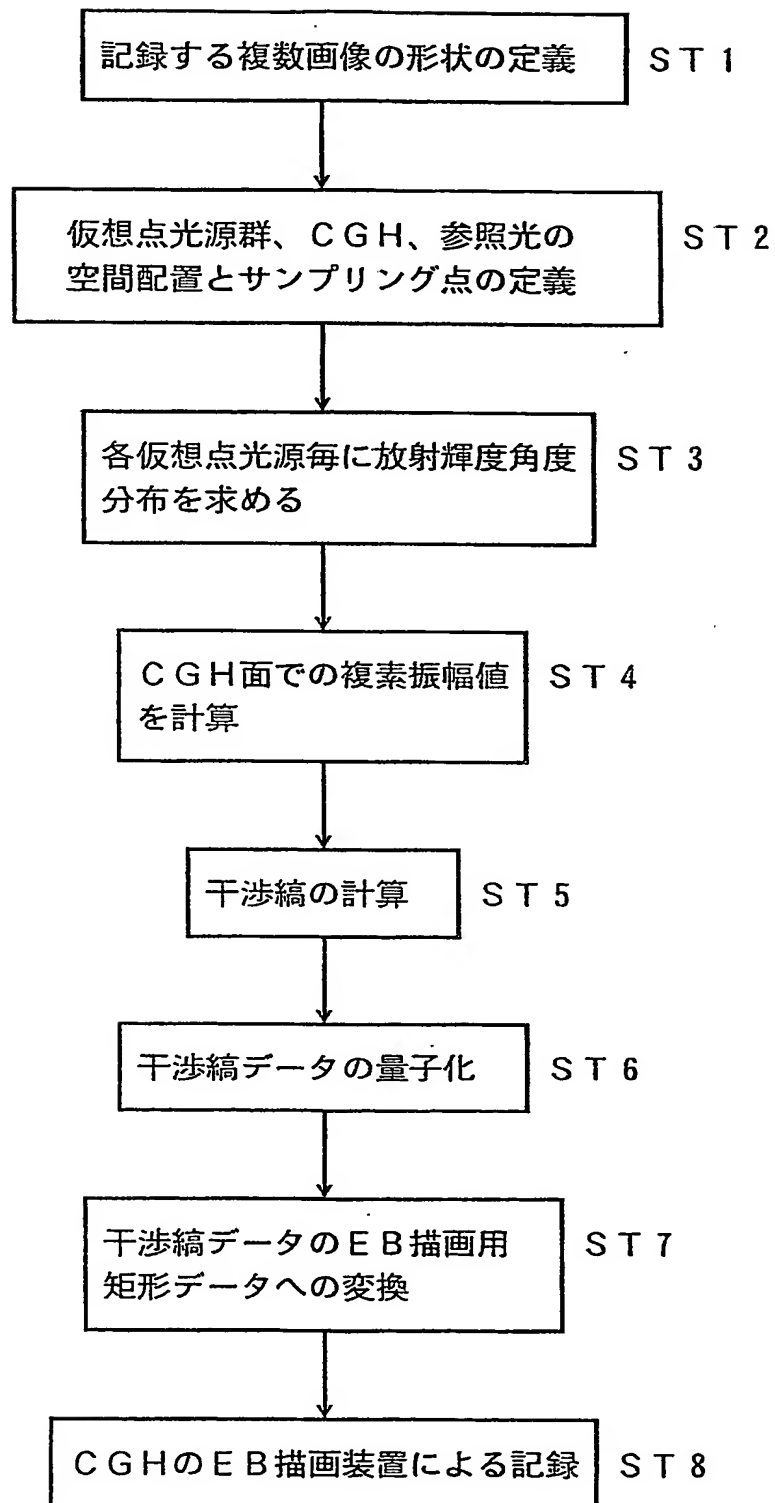 記録する複数画像の形状の定義 ST1
仮想点光源群、CGH、参照光の ST2
空間配置とサンプリング点の定義
各仮想点光源毎に放射輝度角度 ST3
分布を求める
CGH面での複素振幅値 ST4
を計算
干渉縞の計算 ST5
干渉縞データの量子化 ST6
干渉縞データのEB描画用 ST7
矩形データへの変換
CGHのEB描画装置による記録 ST8